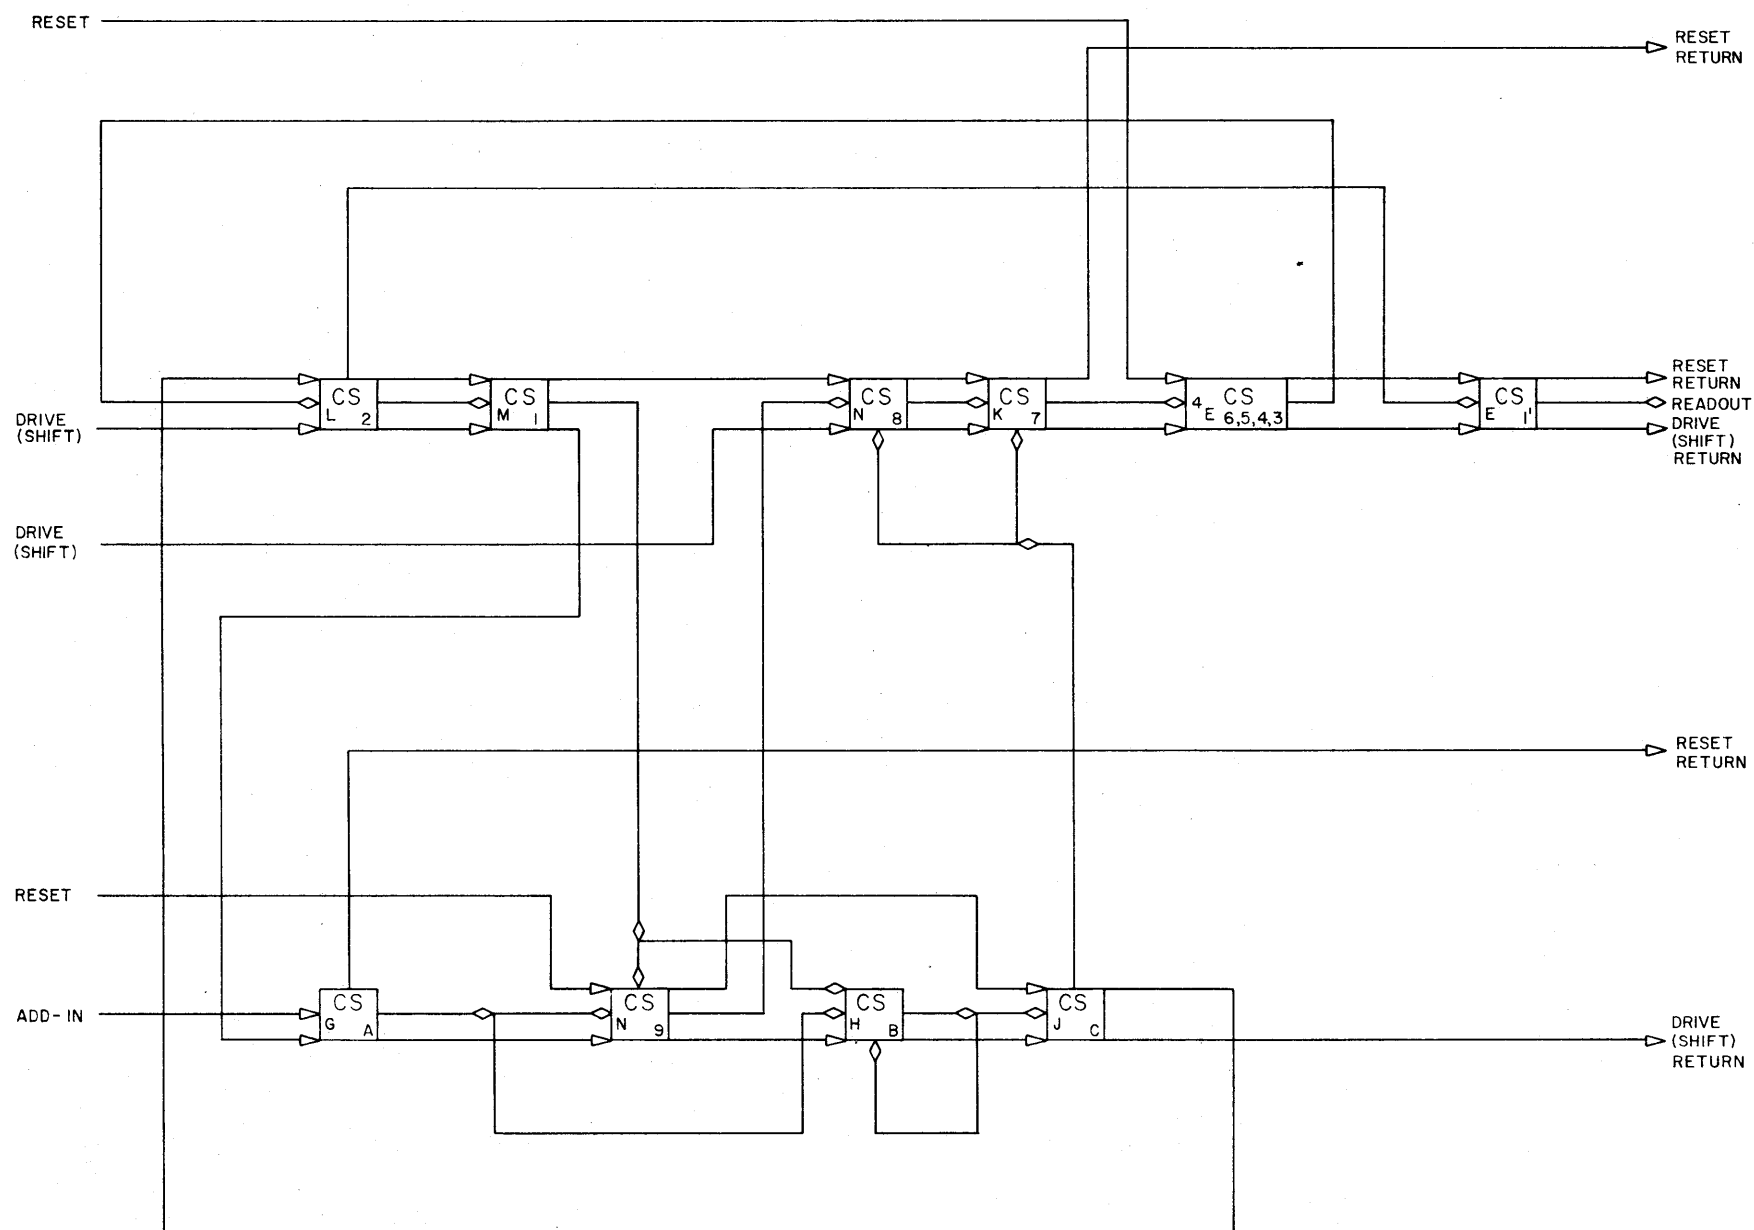 RESET
RESET
RETURN
CS
L 2
CS
M 1
CS
N 8
CS
K 7
CS
4
E 6,5,4,3
CS
E 1'
RESET
RETURN
READOUT
DRIVE
(SHIFT)
RETURN
DRIVE
(SHIFT)
DRIVE
(SHIFT)
RESET
RETURN
RESET
ADD-IN
CS
G A
CS
N 9
CS
H B
CS
J C
DRIVE
(SHIFT)
RETURN